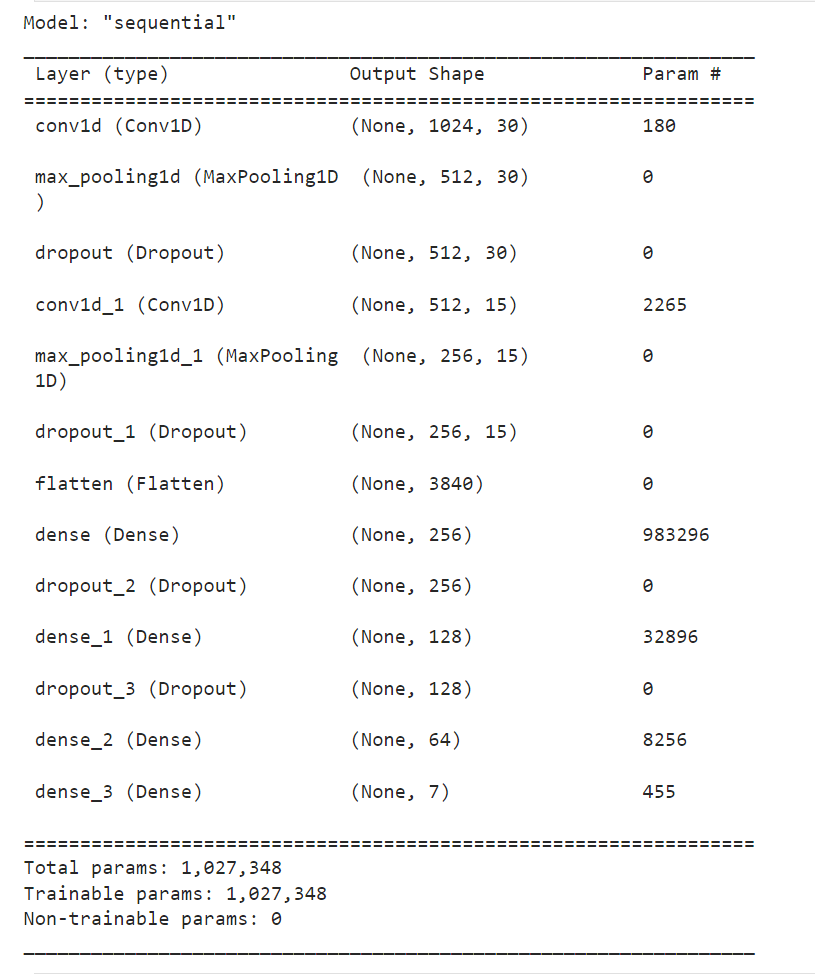 Model: "sequential"
_________________________________________________________________
Layer (type) Output Shape Param #
=================================================================
conv1d (Conv1D) (None, 1024, 30) 180
max_pooling1d (MaxPooling1D (None, 512, 30) 0
)
dropout (Dropout) (None, 512, 30) 0
conv1d_1 (Conv1D) (None, 512, 15) 2265
max_pooling1d_1 (MaxPooling (None, 256, 15) 0
1D)
dropout_1 (Dropout) (None, 256, 15) 0
flatten (Flatten) (None, 3840) 0
dense (Dense) (None, 256) 983296
dropout_2 (Dropout) (None, 256) 0
dense_1 (Dense) (None, 128) 32896
dropout_3 (Dropout) (None, 128) 0
dense_2 (Dense) (None, 64) 8256
dense_3 (Dense) (None, 7) 455
=================================================================
Total params: 1,027,348
Trainable params: 1,027,348
Non-trainable params: 0
_________________________________________________________________